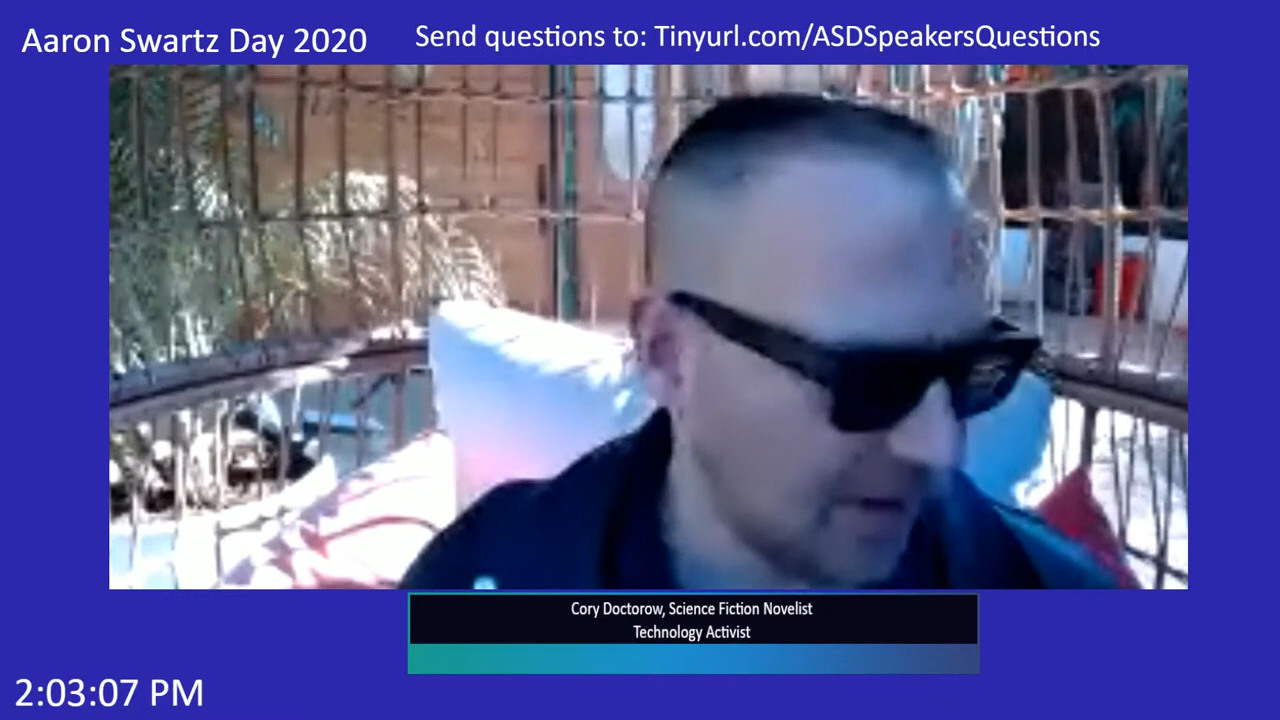 Aaron Swartz Day 2020
Send questions to: Tinyurl.com/ASDSpeakersQuestions
Cory Doctorow, Science Fiction Novelist
Technology Activist
2:03:07 PM